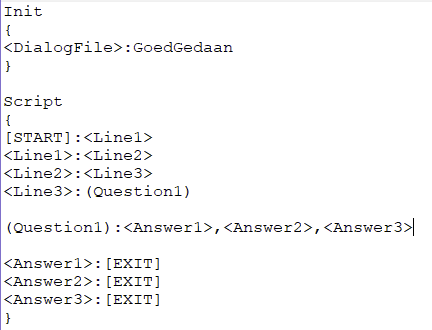 Init
{
<DialogFile>:GoedGedaan
}

Script
{
[START]:<Line1>
<Line1>:<Line2>
<Line2>:<Line3>
<Line3>:(Question1)

(Question1):<Answer1>,<Answer2>,<Answer3>

<Answer1>:[EXIT]
<Answer2>:[EXIT]
<Answer3>:[EXIT]
}